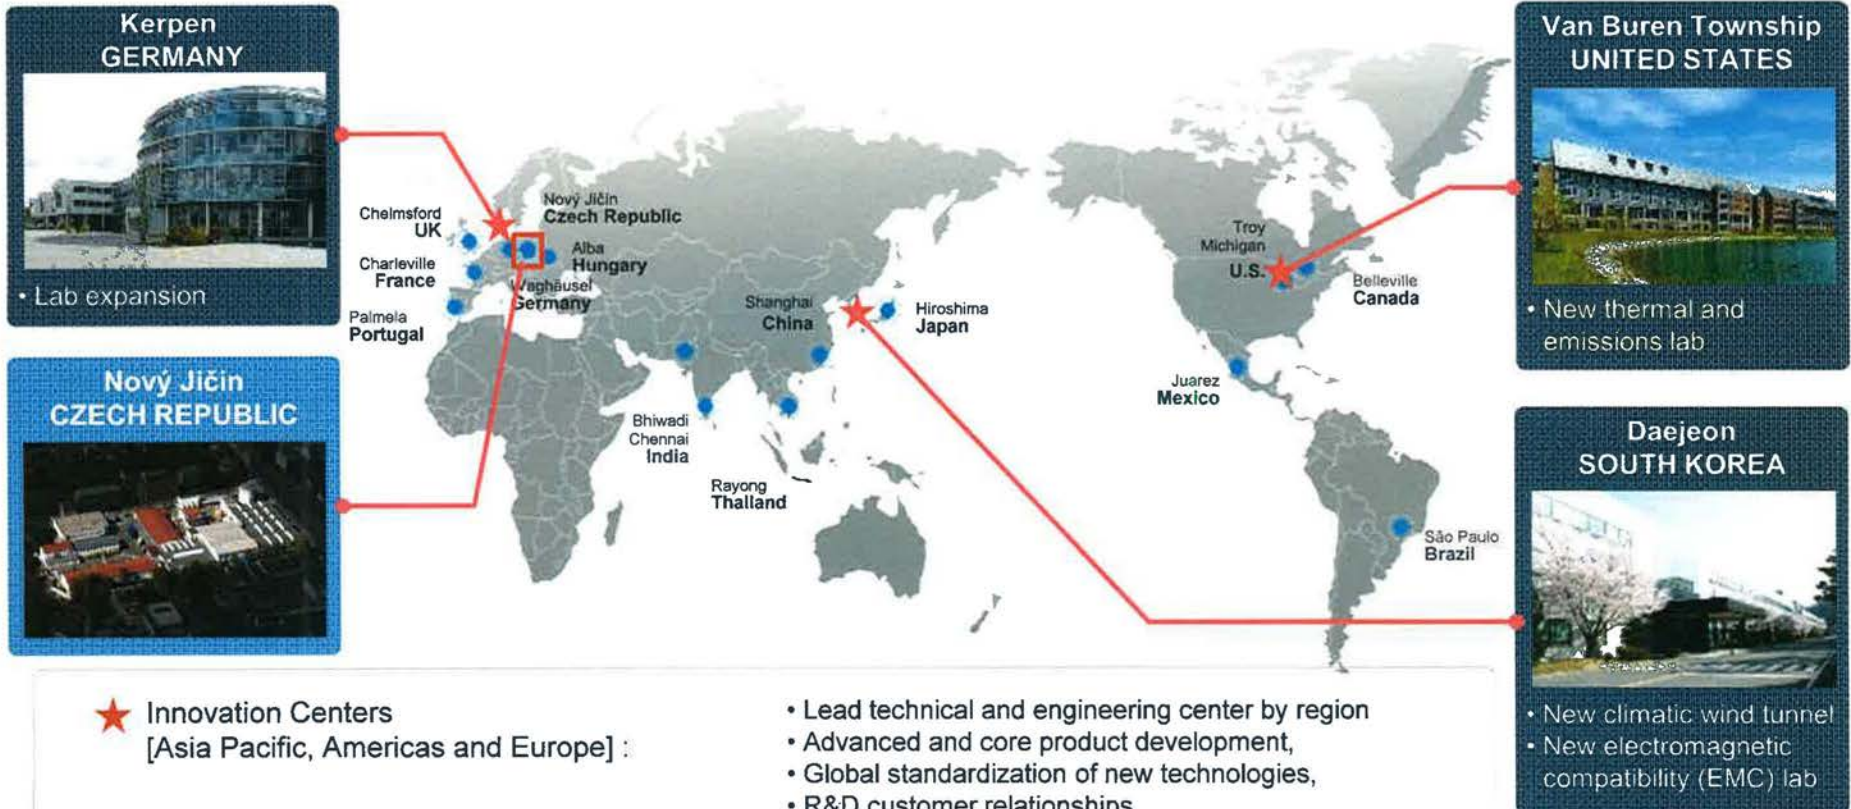 Kerpen
GERMANY
• Lab expansion
Nový Jičín
CZECH REPUBLIC
Chelmsford
UK
Charleville
France
Palmela
Portugal
Nový Jičín
Czech Republic
Alba
Hungary
Waghäusel
Germany
Shanghai
China
Hiroshima
Japan
Bhiwadi
Chennai
India
Rayong
Thailand
Troy
Michigan
U.S.
Belleville
Canada
Juarez
Mexico
São Paulo
Brazil
Van Buren Township
UNITED STATES
• New thermal and
emissions lab
Daejeon
SOUTH KOREA
• New climatic wind tunnel
• New electromagnetic
compatibility (EMC) lab
Innovation Centers
[Asia Pacific, Americas and Europe] :
• Lead technical and engineering center by region
• Advanced and core product development,
• Global standardization of new technologies,
• R&D customer relationships